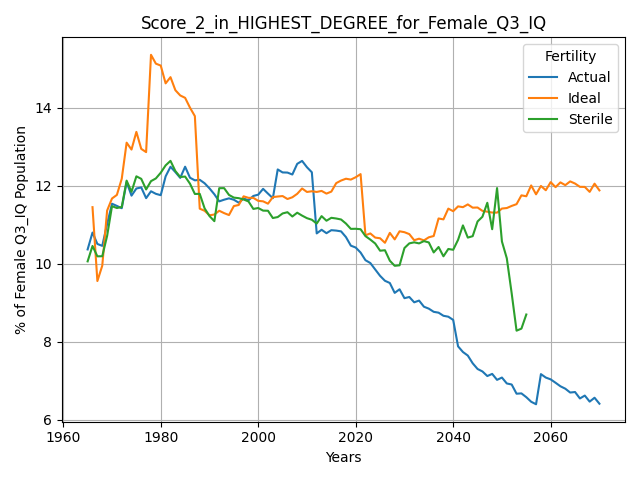 Score_2_in_HIGHEST_DEGREE_for_Female_Q3_IQ
% of Female Q3_IQ Population
14
12
10
8
6
Fertility
Actual
Ideal
Sterile
1960
1980
2000
2020
2040
2060
Years